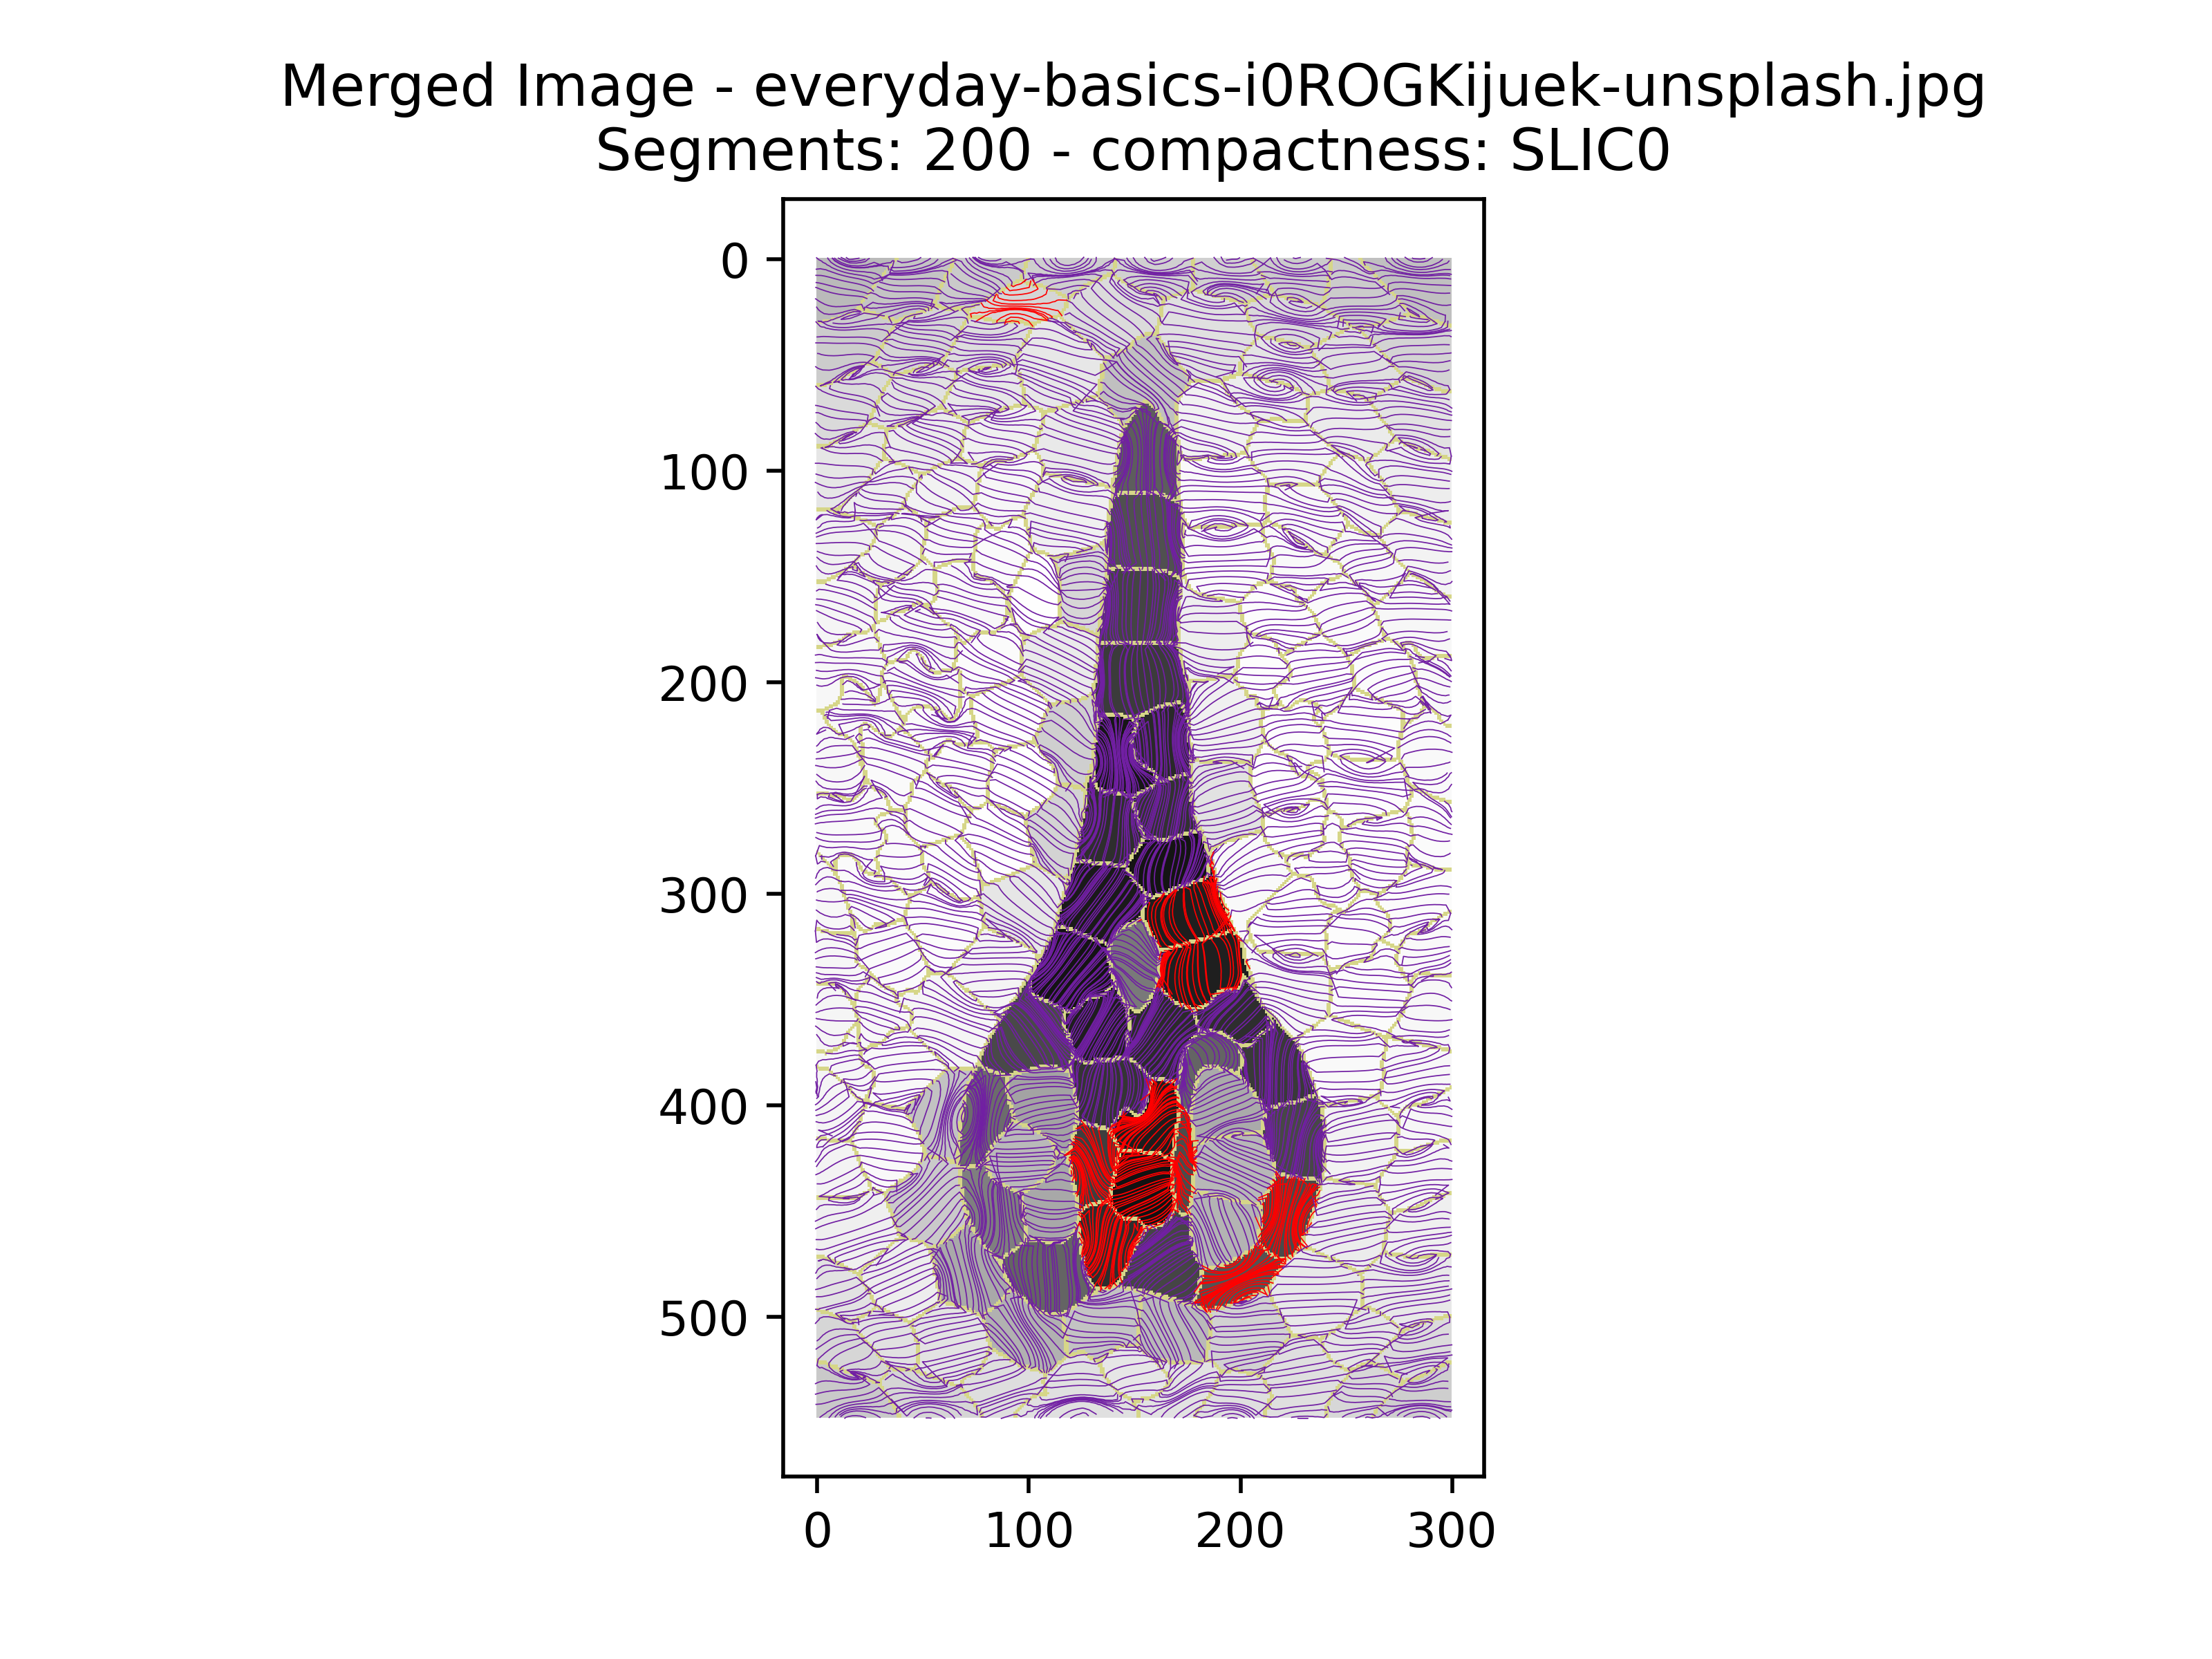 Merged Image - everyday-basics-i0ROGKijuek-unsplash.jpg
Segments: 200 - compactness: SLIC0
0
100
200
300
400
500
0 100 200 300